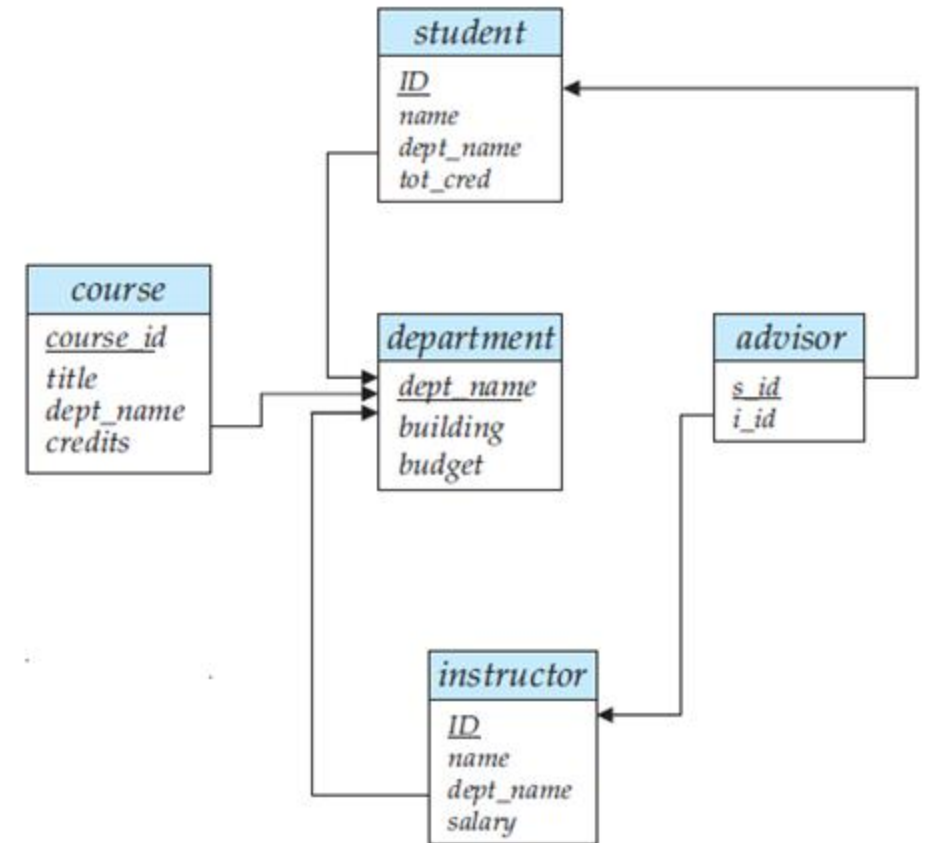 student
ID
name
dept_name
tot_cred
course
course_id
title
dept_name
credits
department
dept_name
building
budget
advisor
s_id
i_id
instructor
ID
name
dept_name
salary